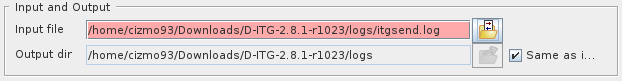 Input and Output
Input file /home/cizmo93/Downloads/D-ITG-2.8.1-r1023/logs/itgsend.log
Output dir /home/cizmo93/Downloads/D-ITG-2.8.1-r1023/logs Same as i...